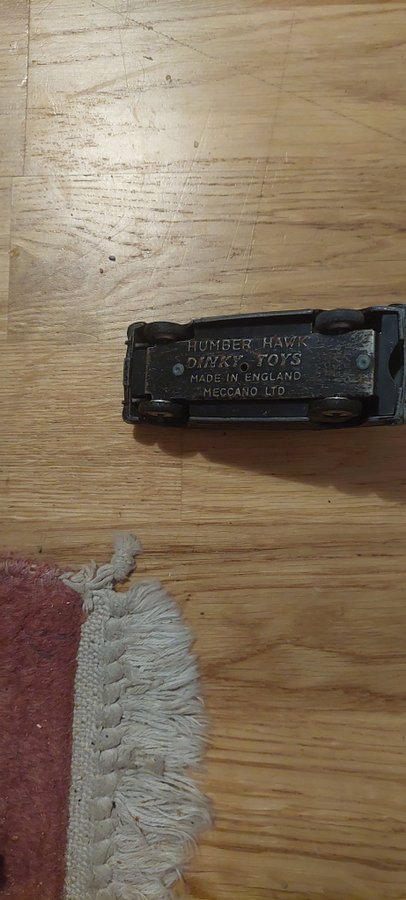 HUMBER HAWK
DINKY TOYS
MADE IN ENGLAND
MECCANO LTD